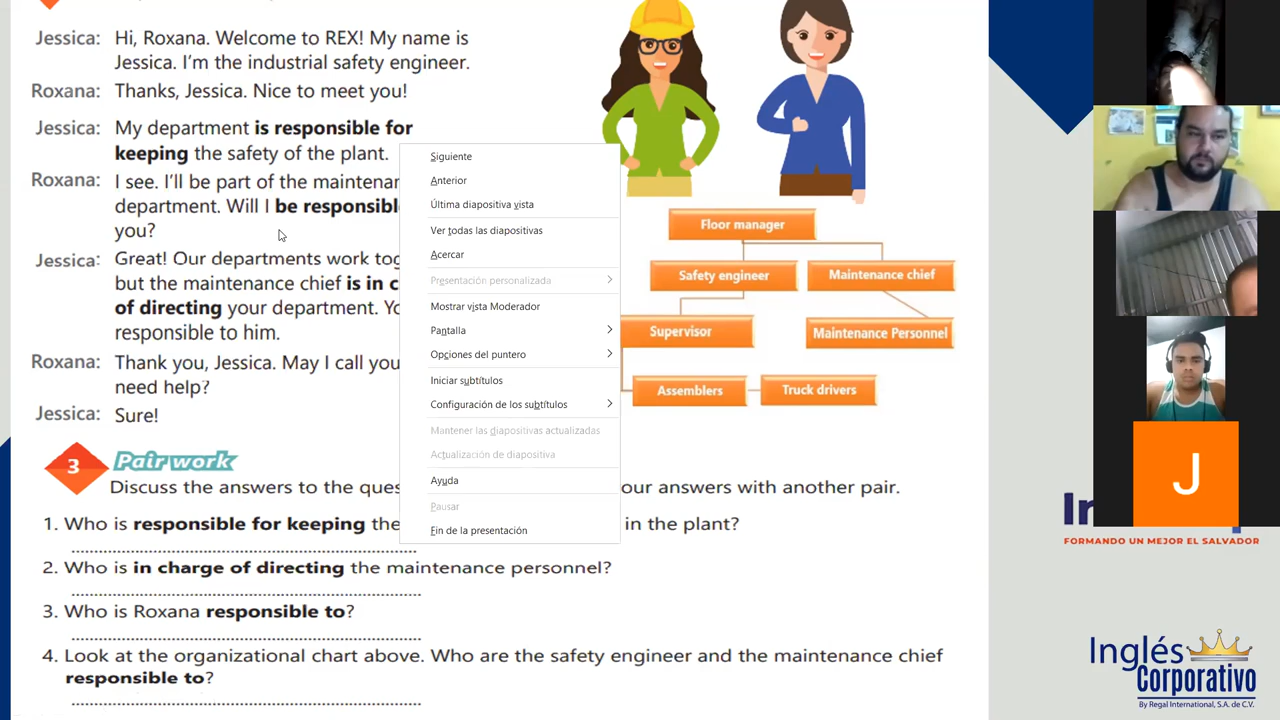 Jessica: Hi, Roxana. Welcome to REX! My name is
Jessica. I'm the industrial safety engineer.
Roxana: Thanks, Jessica. Nice to meet you!
Jessica: My department is responsible for
keeping the safety of the plant.
Roxana: I see. I'll be part of the
department. Will I be
you?
Jessica: Great! Our departments work
but the maintenance chief is in
of directing your department.
responsible to him.
Roxana: Thank you, Jessica. May I call you
need help?
Jessica: Sure!
Siguiente
Anterior
Última diapositiva vista
Ver todas las diapositivas
Acercar
Presentación personalizada
Mostrar vista Moderador
Pantalla
Opciones del puntero
Iniciar subtítulos
Configuración de los subtítulos
Mantener las diapositivas actualizadas
Actualización de diapositiva
Ayuda
Pausar
Fin de la presentación
Floor manager
Safety engineer
Maintenance chief
Supervisor
Maintenance Personnel
Assemblers
Truck drivers
3 Pair work
Discuss the answers to the our answers with another pair.
1. Who is responsible for keeping the in the plant?
2. Who is in charge of directing the maintenance personnel?
3. Who is Roxana responsible to?
4. Look at the organizational chart above. Who are the safety engineer and the maintenance chief
responsible to?
J
FORMANDO UN MEJOR EL SALVADOR
Inglés
Corporativo
By Regal International, S.A. de C.V.